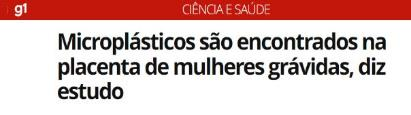 g1 CIÊNCIA E SAÚDE
Microplásticos são encontrados na
placenta de mulheres grávidas, diz
estudo